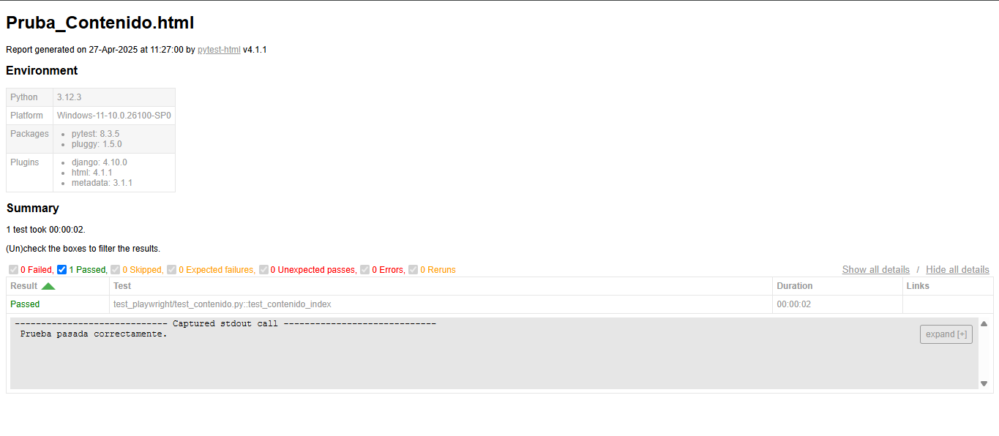 Pruba_Contenido.html
Report generated on 27-Apr-2025 at 11:27:00 by pytest-html v4.1.1
Environment
Python 3.12.3
Platform Windows-11-10.0.26100-SP0
Packages
• pytest: 8.3.5
• pluggy: 1.5.0
Plugins
• django: 4.10.0
• html: 4.1.1
• metadata: 3.1.1
Summary
1 test took 00:00:02.
(Un)check the boxes to filter the results.
0 Failed, 1 Passed, 0 Skipped, 0 Expected failures, 0 Unexpected passes, 0 Errors, 0 Reruns Show all details / Hide all details
Result Test Duration Links
Passed test_playwright/test_contenido.py::test_contenido_index 00:00:02
----------------------------- Captured stdout call -----------------------------
Prueba pasada correctamente.
expand [+]